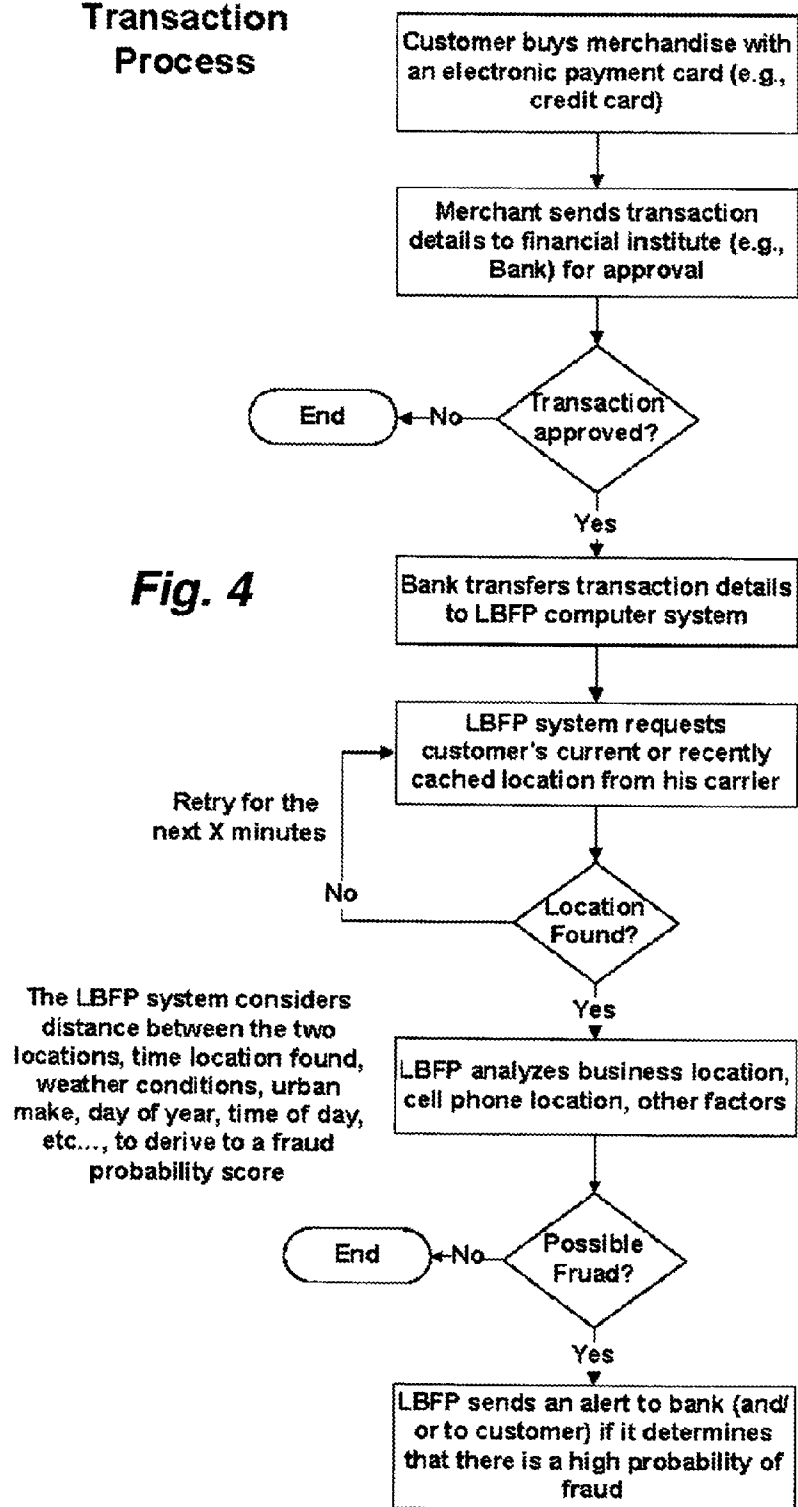 Transaction
Process
Customer buys merchandise with
an electronic payment card (e.g.,
credit card)
Merchant sends transaction
details to financial institute (e.g.,
Bank) for approval
Transaction
approved?
No
End
Yes
Fig. 4
Bank transfers transaction details
to LBFP computer system
LBFP system requests
customer's current or recently
cached location from his carrier
Retry for the
next X minutes
No
Location
Found?
Yes
The LBFP system considers
distance between the two
locations, time location found,
weather conditions, urban
make, day of year, time of day,
etc..., to derive to a fraud
probability score
LBFP analyzes business location,
cell phone location, other factors
Possible
Fruad?
No
End
Yes
LBFP sends an alert to bank (and/
or to customer) if it determines
that there is a high probability of
fraud